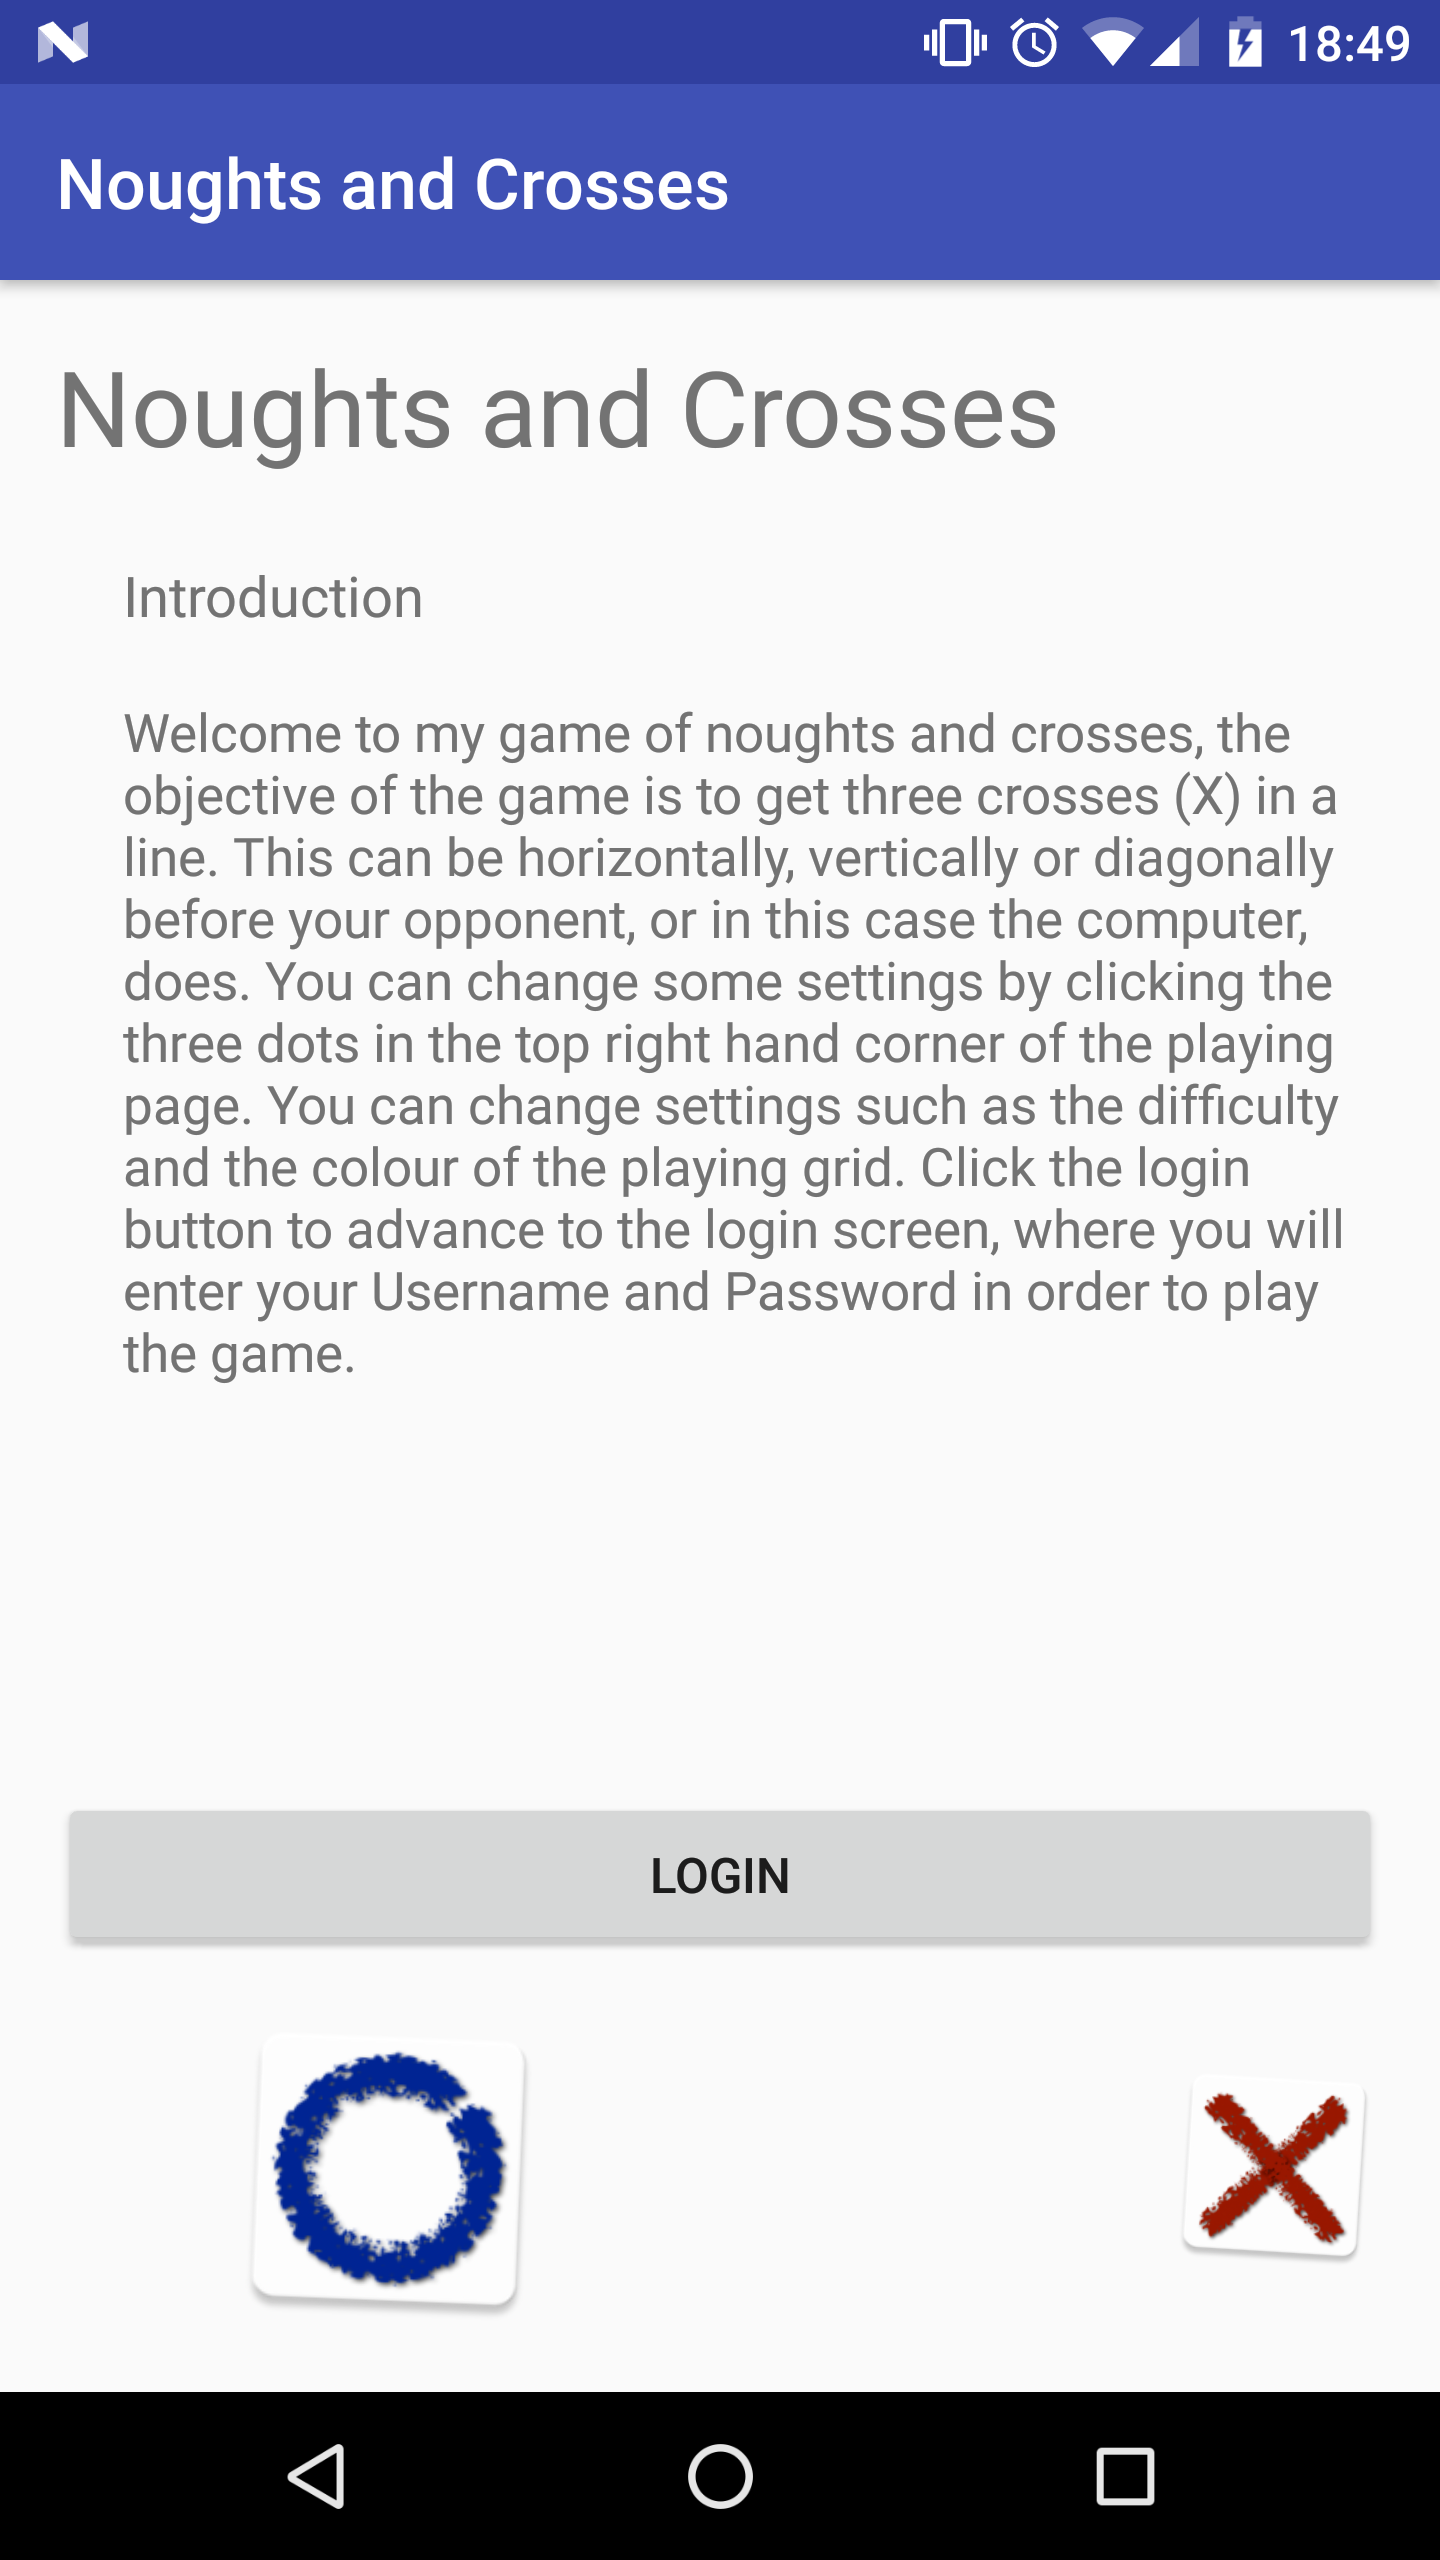 18:49
Noughts and Crosses
Noughts and Crosses
Introduction
Welcome to my game of noughts and crosses, the
objective of the game is to get three crosses (X) in a
line. This can be horizontally, vertically or diagonally
before your opponent, or in this case the computer,
does. You can change some settings by clicking the
three dots in the top right hand corner of the playing
page. You can change settings such as the difficulty
and the colour of the playing grid. Click the login
button to advance to the login screen, where you will
enter your Username and Password in order to play
the game.
LOGIN